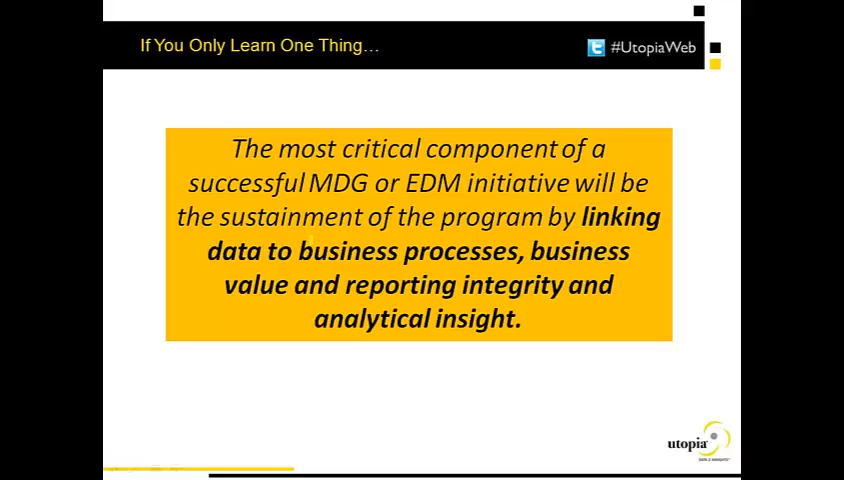 If You Only Learn One Thing...
#UtopiaWeb
The most critical component of a
successful MDG or EDM initiative will be
the sustainment of the program by linking
data to business processes, business
value and reporting integrity and
analytical insight.
utopia